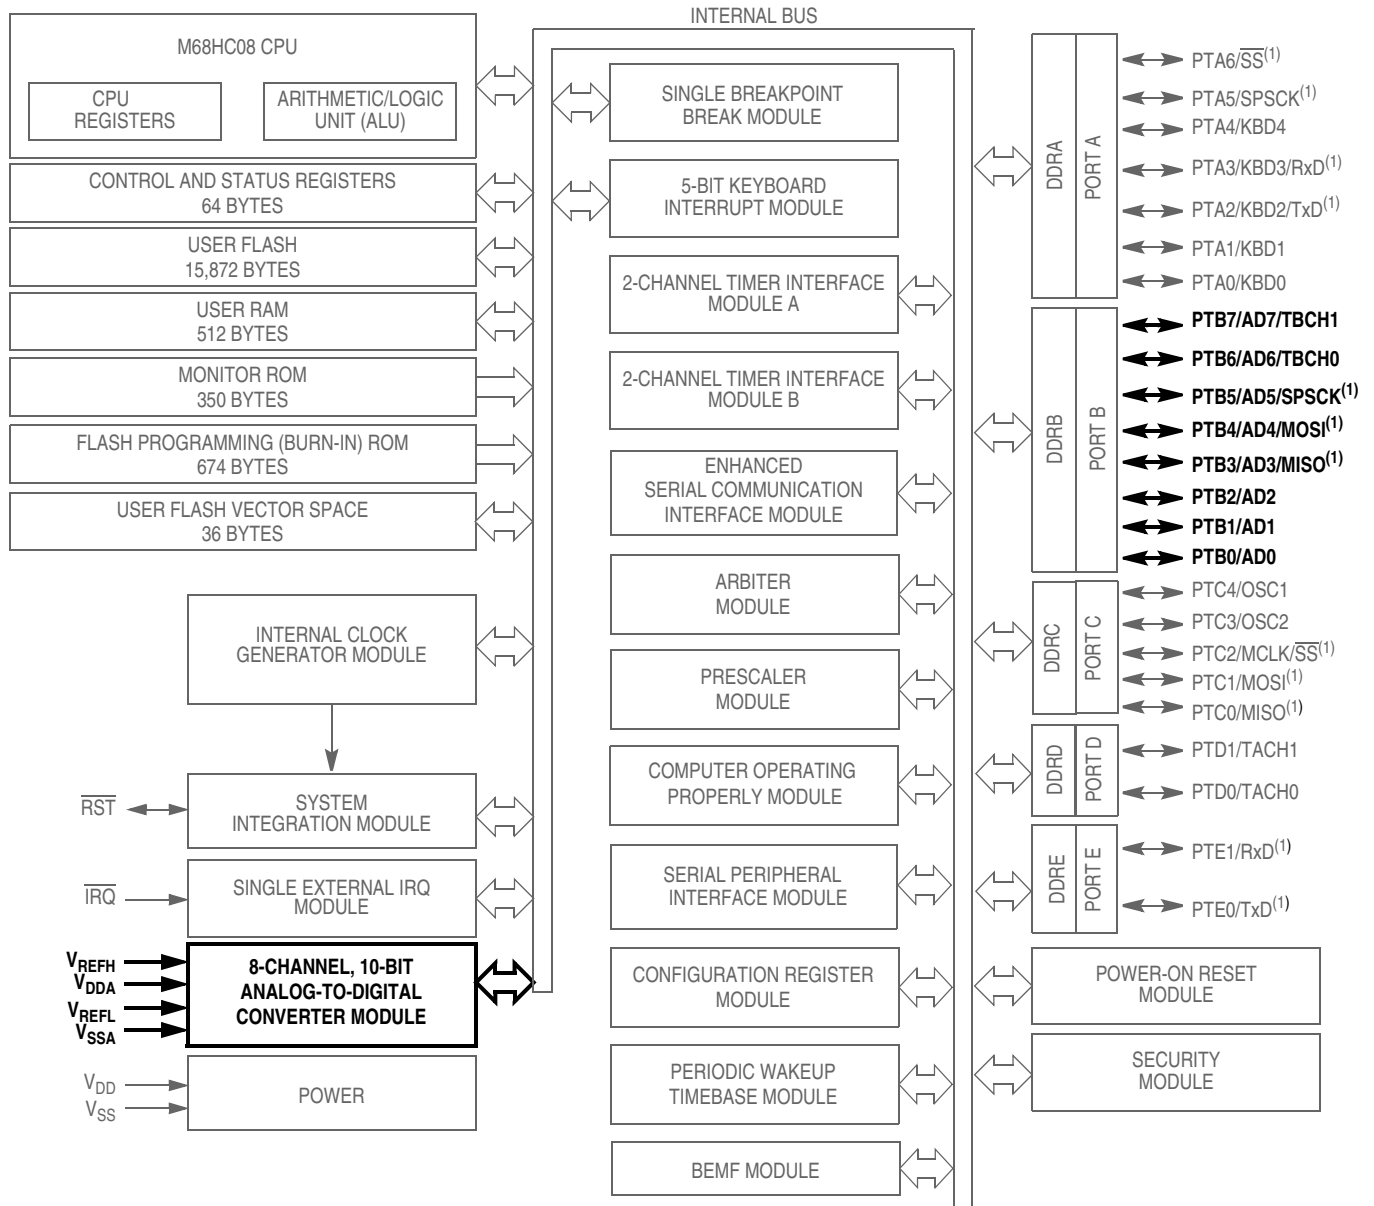 INTERNAL BUS
M68HC08 CPU
CPU
REGISTERS
ARITHMETIC/LOGIC
UNIT (ALU)
CONTROL AND STATUS REGISTERS
64 BYTES
USER FLASH
15,872 BYTES
USER RAM
512 BYTES
MONITOR ROM
350 BYTES
FLASH PROGRAMMING (BURN-IN) ROM
674 BYTES
USER FLASH VECTOR SPACE
36 BYTES
INTERNAL CLOCK
GENERATOR MODULE
R̅S̅T̅
SYSTEM
INTEGRATION MODULE
I̅R̅Q̅
SINGLE EXTERNAL IRQ
MODULE
VREFH
VDDA
VREFL
VSSA
8-CHANNEL, 10-BIT
ANALOG-TO-DIGITAL
CONVERTER MODULE
VDD
VSS
POWER
SINGLE BREAKPOINT
BREAK MODULE
5-BIT KEYBOARD
INTERRUPT MODULE
2-CHANNEL TIMER INTERFACE
MODULE A
2-CHANNEL TIMER INTERFACE
MODULE B
ENHANCED
SERIAL COMMUNICATION
INTERFACE MODULE
ARBITER
MODULE
PRESCALER
MODULE
COMPUTER OPERATING
PROPERLY MODULE
SERIAL PERIPHERAL
INTERFACE MODULE
CONFIGURATION REGISTER
MODULE
PERIODIC WAKEUP
TIMEBASE MODULE
BEMF MODULE
DDRA
PORT A
PTA6/S̅S̅(1)
PTA5/SPSCK(1)
PTA4/KBD4
PTA3/KBD3/RxD(1)
PTA2/KBD2/TxD(1)
PTA1/KBD1
PTA0/KBD0
DDRB
PORT B
PTB7/AD7/TBCH1
PTB6/AD6/TBCH0
PTB5/AD5/SPSCK(1)
PTB4/AD4/MOSI(1)
PTB3/AD3/MISO(1)
PTB2/AD2
PTB1/AD1
PTB0/AD0
DDRC
PORT C
PTC4/OSC1
PTC3/OSC2
PTC2/MCLK/S̅S̅(1)
PTC1/MOSI(1)
PTC0/MISO(1)
DDRD
PORT D
PTD1/TACH1
PTD0/TACH0
DDRE
PORT E
PTE1/RxD(1)
PTE0/TxD(1)
POWER-ON RESET
MODULE
SECURITY
MODULE